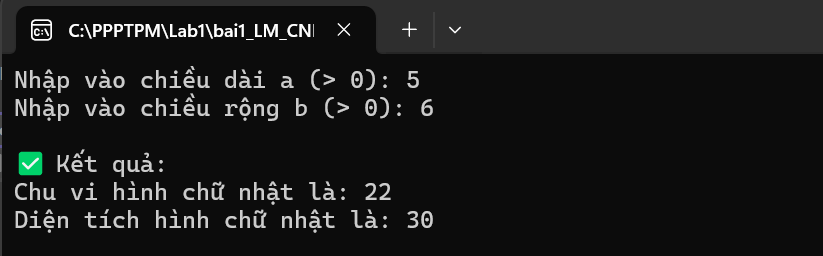 C:\PPPTPM\Lab1\bai1_LM_CNI
Nhập vào chiều dài a (> 0): 5
Nhập vào chiều rộng b (> 0): 6
✅ Kết quả:
Chu vi hình chữ nhật là: 22
Diện tích hình chữ nhật là: 30